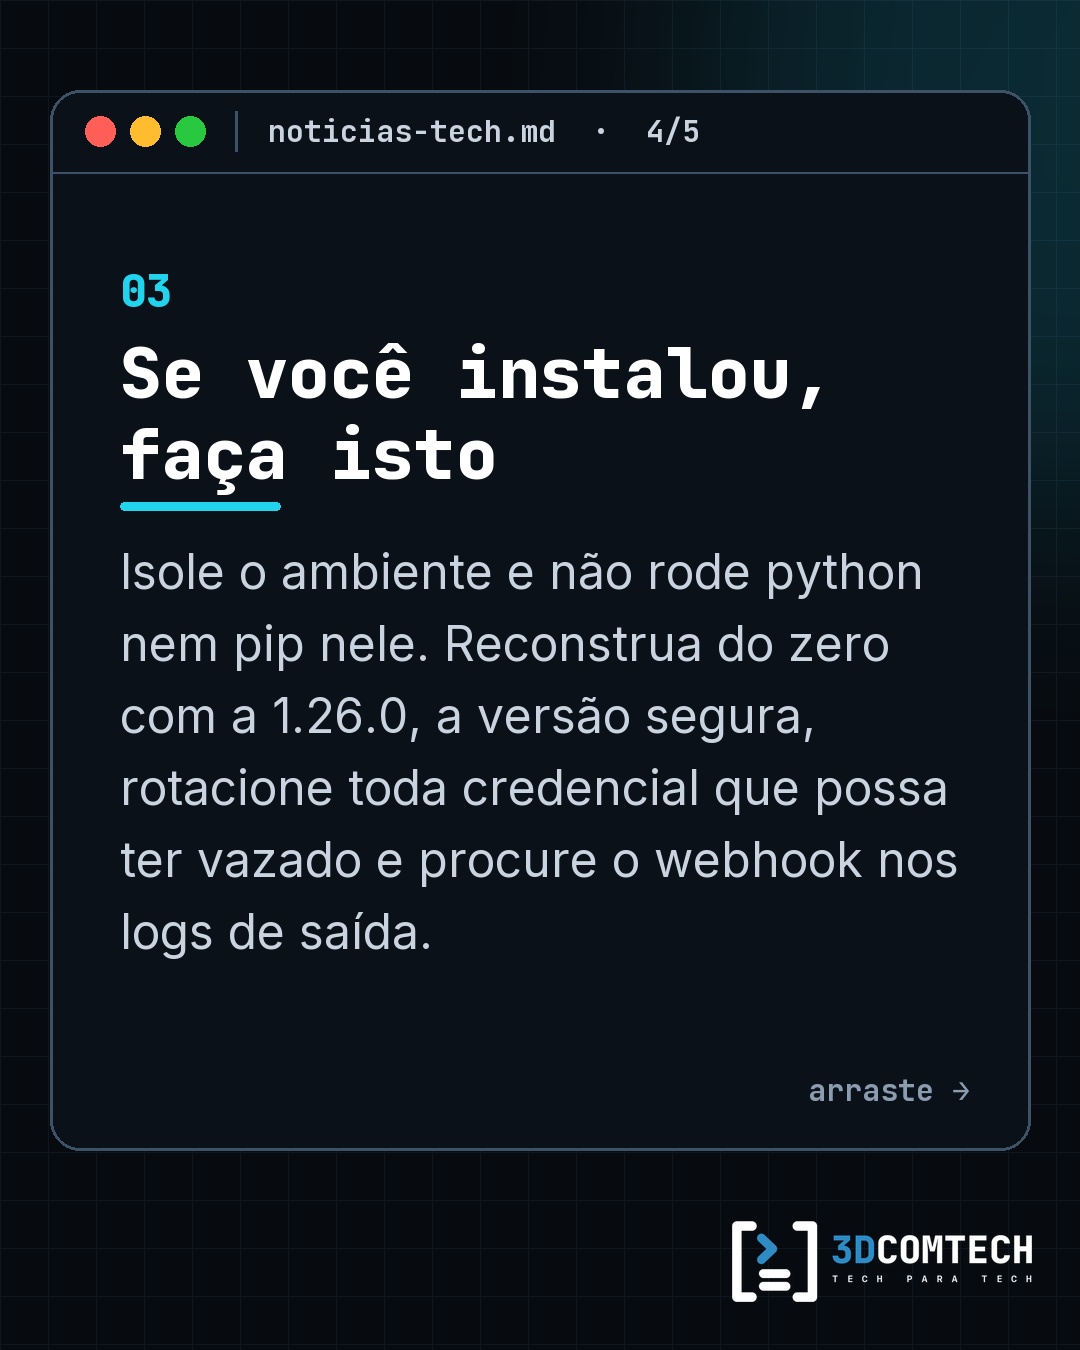 noticias-tech.md · 4/5
03
Se você instalou,
faça isto
Isole o ambiente e não rode python
nem pip nele. Reconstrua do zero
com a 1.26.0, a versão segura,
rotacione toda credencial que possa
ter vazado e procure o webhook nos
logs de saída.
arraste →
3DCOMTECH
TECH PARA TECH